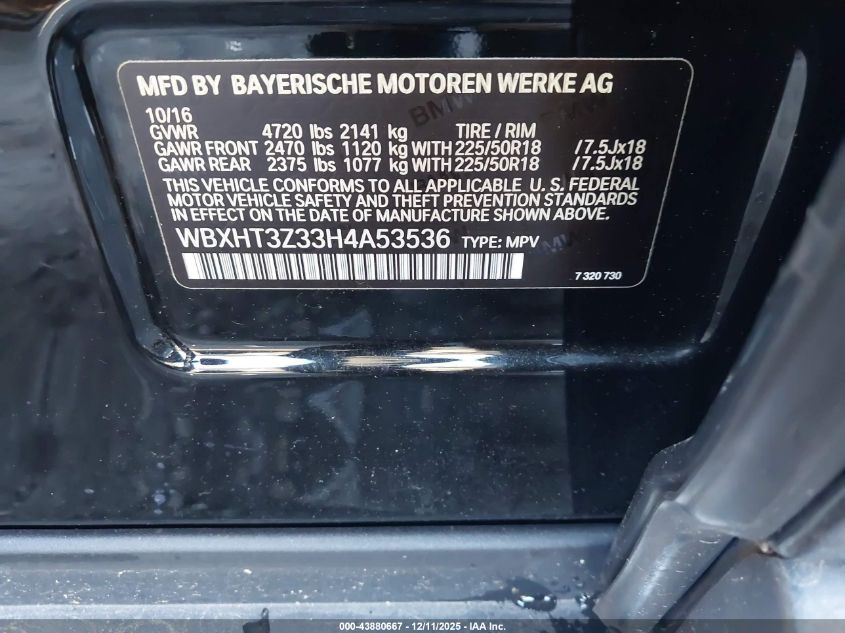 MFD BY BAYERISCHE MOTOREN WERKE AG
10/16
GVWR 4720 lbs 2141 kg TIRE / RIM
GAWR FRONT 2470 lbs 1120 kg WITH 225/50R18 /7.5Jx18
GAWR REAR 2375 lbs 1077 kg WITH 225/50R18 /7.5Jx18
THIS VEHICLE CONFORMS TO ALL APPLICABLE U. S. FEDERAL
MOTOR VEHICLE SAFETY AND THEFT PREVENTION STANDARDS
IN EFFECT ON THE DATE OF MANUFACTURE SHOWN ABOVE.
WBXHT3Z33H4A53536 TYPE: MPV
7 320 730
000-43880667 - 12/11/2025 - IAA Inc.